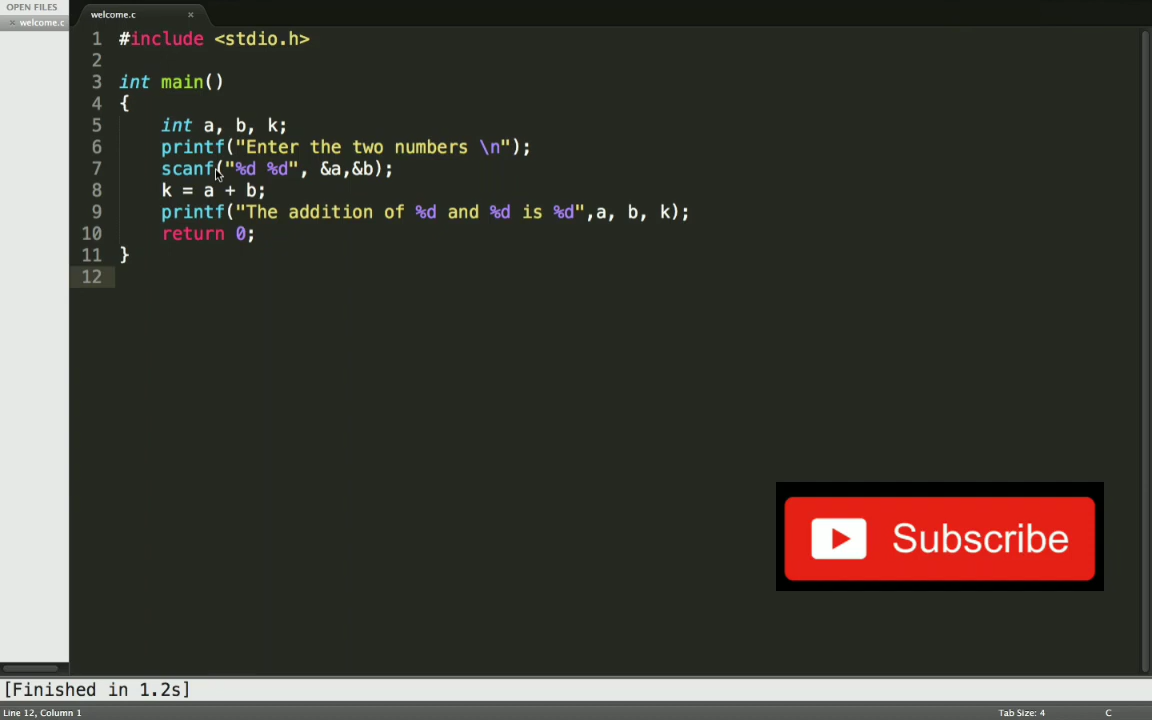 OPEN FILES
× welcome.c
welcome.c ×
1 #include <stdio.h>
2
3 int main()
4 {
5     int a, b, k;
6     printf("Enter the two numbers \n");
7     scanf("%d %d", &a,&b);
8     k = a + b;
9     printf("The addition of %d and %d is %d",a, b, k);
10     return 0;
11 }
12
Subscribe
[Finished in 1.2s]
Line 12, Column 1
Tab Size: 4
C